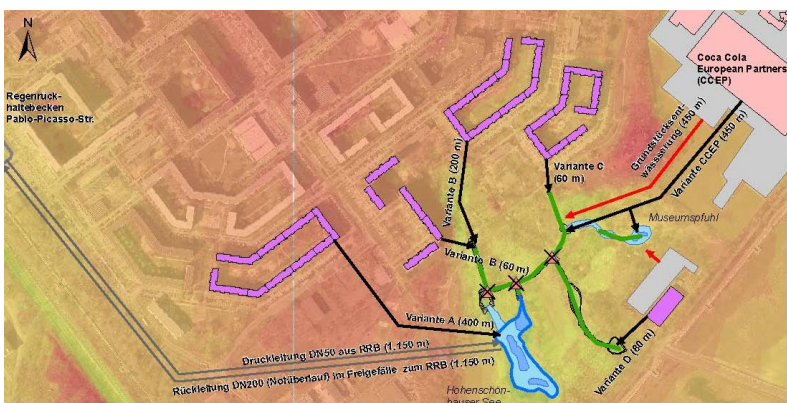 N
Regenrück-
haltebecken
Pablo-Picasso-Str.
Coca Cola
European Partners
(CCEP)
Grundstücksent-
wässserung (450 m)
Variante CCEP (450 m)
Variante B (200 m)
Variante C
(60 m)
Museumspfuhl
Variante B (60 m)
Variante A (400 m)
Druckleitung DN50 aus RRB (1.150 m)
Rückleitung DN200 (Notüberlauf) im Freigefälle zum RRB (1.150 m)
Variante D (80 m)
Hohenschön-
hauser See